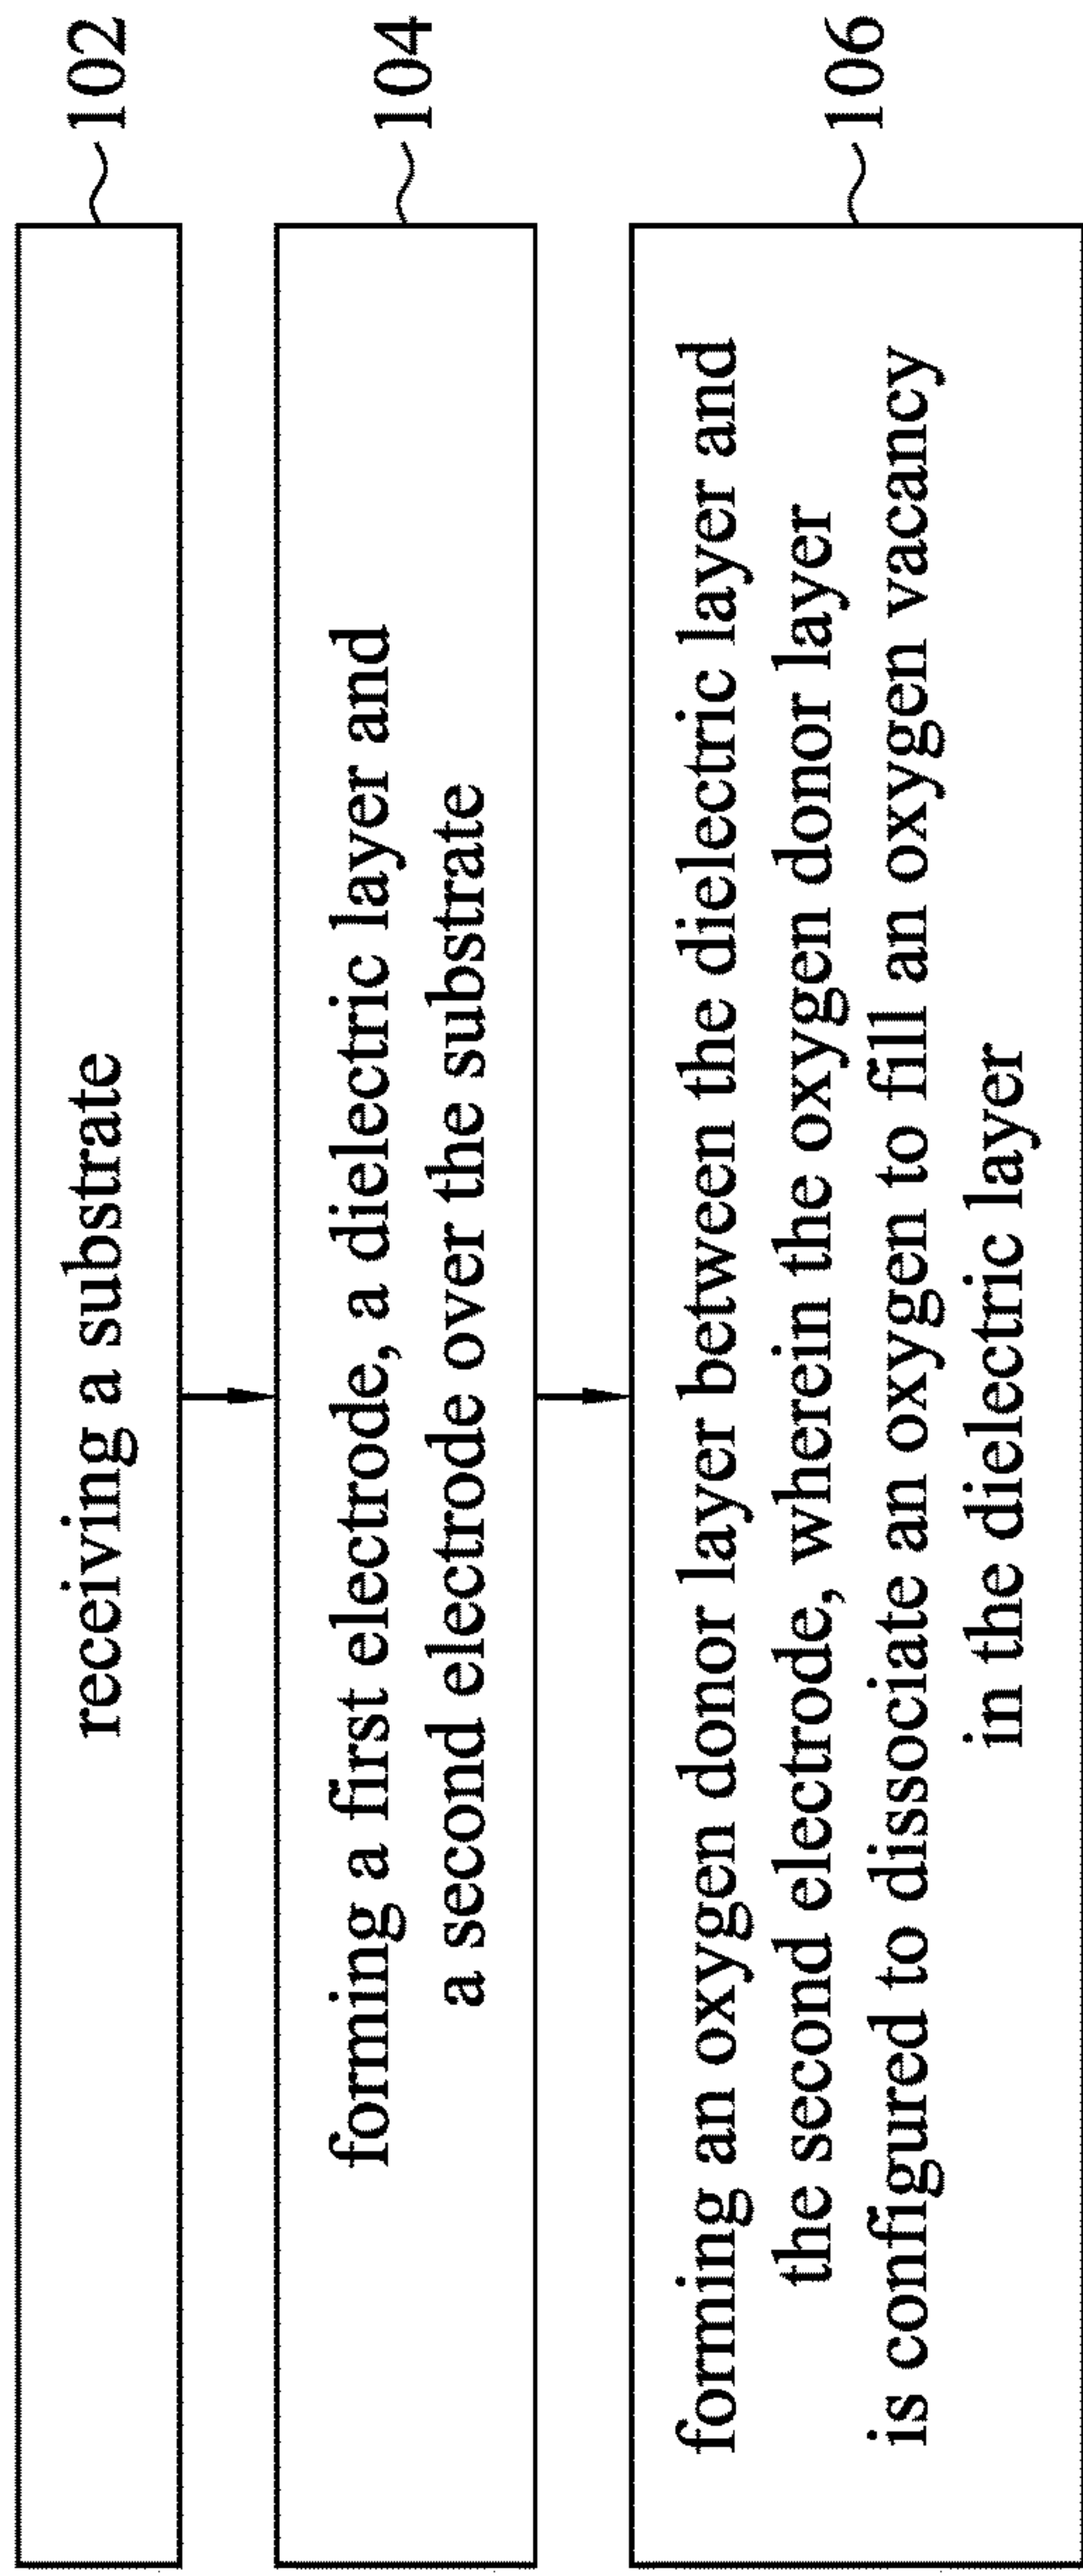 receiving a substrate
102
forming a first electrode, a dielectric layer and
a second electrode over the substrate
104
forming an oxygen donor layer between the dielectric layer and
the second electrode, wherein the oxygen donor layer
is configured to dissociate an oxygen to fill an oxygen vacancy
in the dielectric layer
106